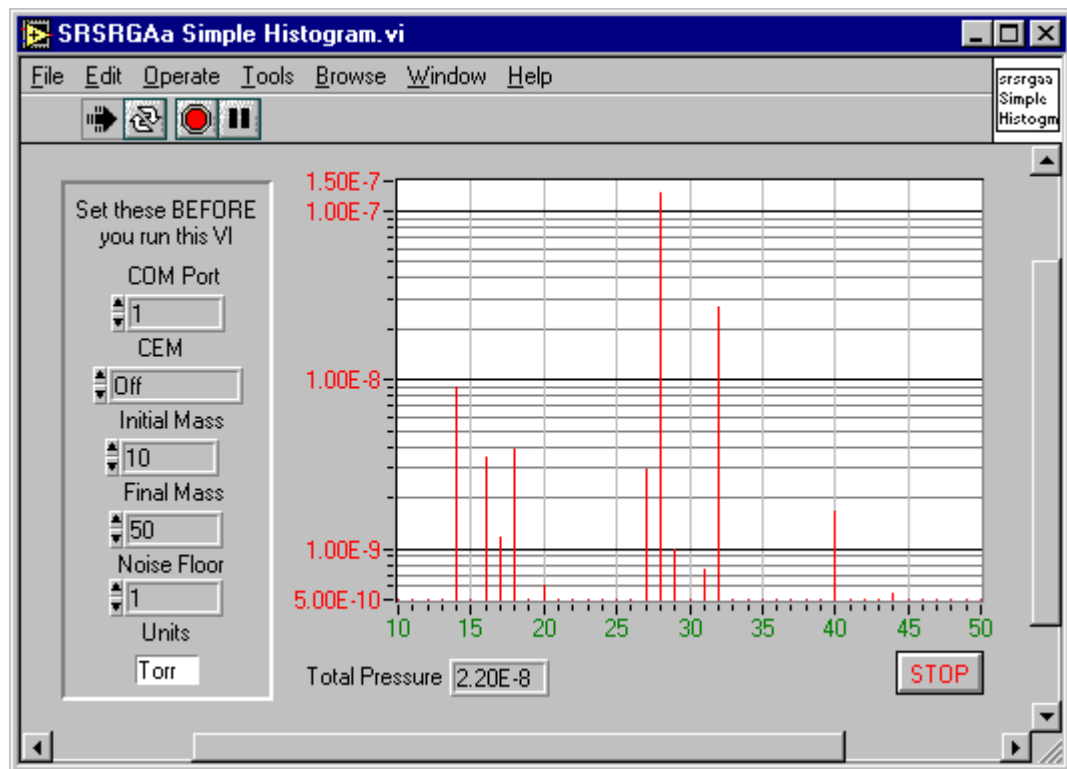 SRSRGAa Simple Histogram.vi
File Edit Operate Tools Browse Window Help
srsrgaa
Simple
Histogm
Set these BEFORE
you run this VI
COM Port
1
CEM
Off
Initial Mass
10
Final Mass
50
Noise Floor
1
Units
Torr
1.50E-7
1.00E-7
1.00E-8
1.00E-9
5.00E-10
10 15 20 25 30 35 40 45 50
Total Pressure 2.20E-8
STOP